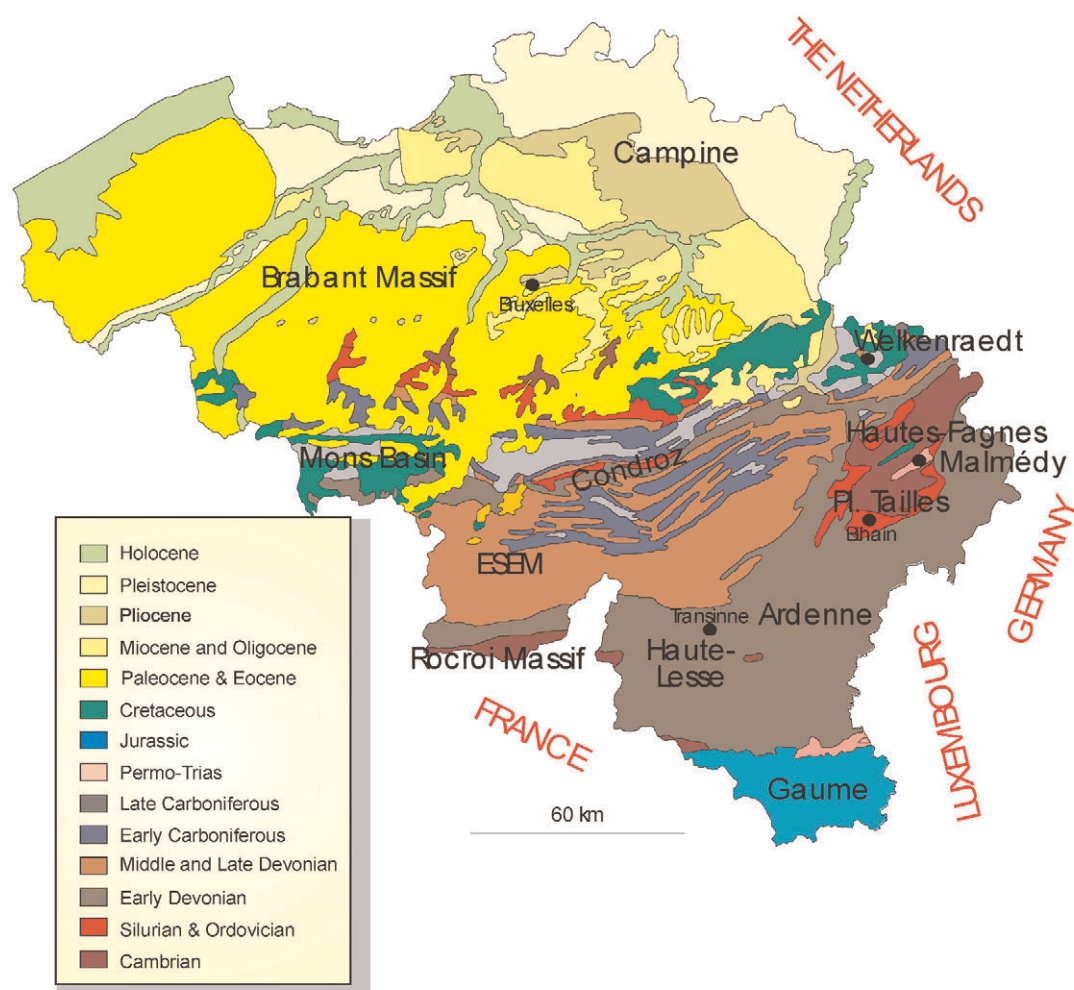 THE NETHERLANDS
Campine
Brabant Massif
Bruxelles
Welkenraedt
Hautes-Fagnes
Malmédy
Mons Basin
Condroz
Pl. Tailles
Bihain
GERMANY
ESEM
Transinne
Ardenne
Rocroi Massif
Haute-
Lesse
LUXEMBOURG
FRANCE
Gaume
60 km
Holocene
Pleistocene
Pliocene
Miocene and Oligocene
Paleocene & Eocene
Cretaceous
Jurassic
Permo-Trias
Late Carboniferous
Early Carboniferous
Middle and Late Devonian
Early Devonian
Silurian & Ordovician
Cambrian